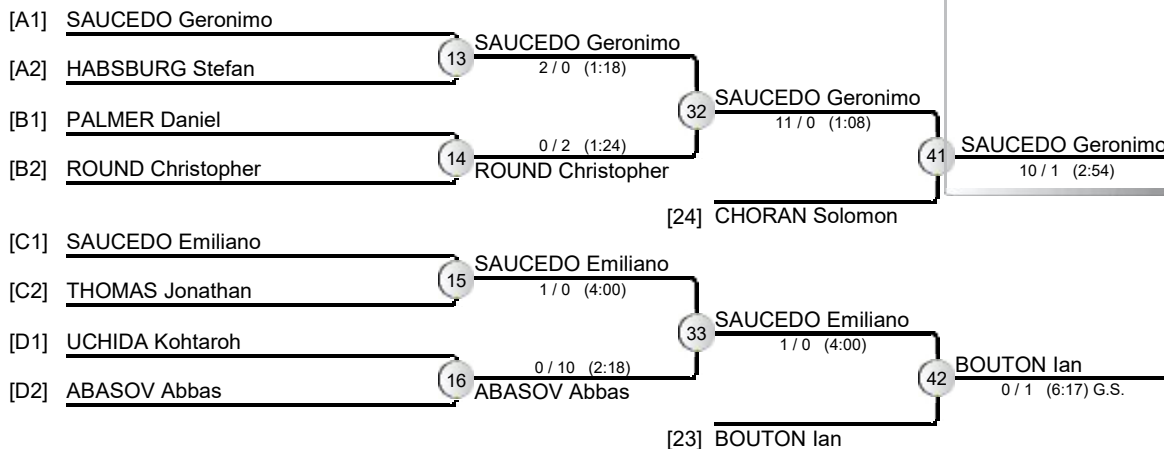 [A1] SAUCEDO Geronimo
13
SAUCEDO Geronimo
2 / 0 (1:18)
[A2] HABSBURG Stefan
32
SAUCEDO Geronimo
11 / 0 (1:08)
[B1] PALMER Daniel
14
0 / 2 (1:24)
ROUND Christopher
[B2] ROUND Christopher
41
SAUCEDO Geronimo
10 / 1 (2:54)
[24] CHORAN Solomon
[C1] SAUCEDO Emiliano
15
SAUCEDO Emiliano
1 / 0 (4:00)
[C2] THOMAS Jonathan
33
SAUCEDO Emiliano
1 / 0 (4:00)
[D1] UCHIDA Kohtaroh
16
0 / 10 (2:18)
ABASOV Abbas
[D2] ABASOV Abbas
42
BOUTON Ian
0 / 1 (6:17) G.S.
[23] BOUTON Ian